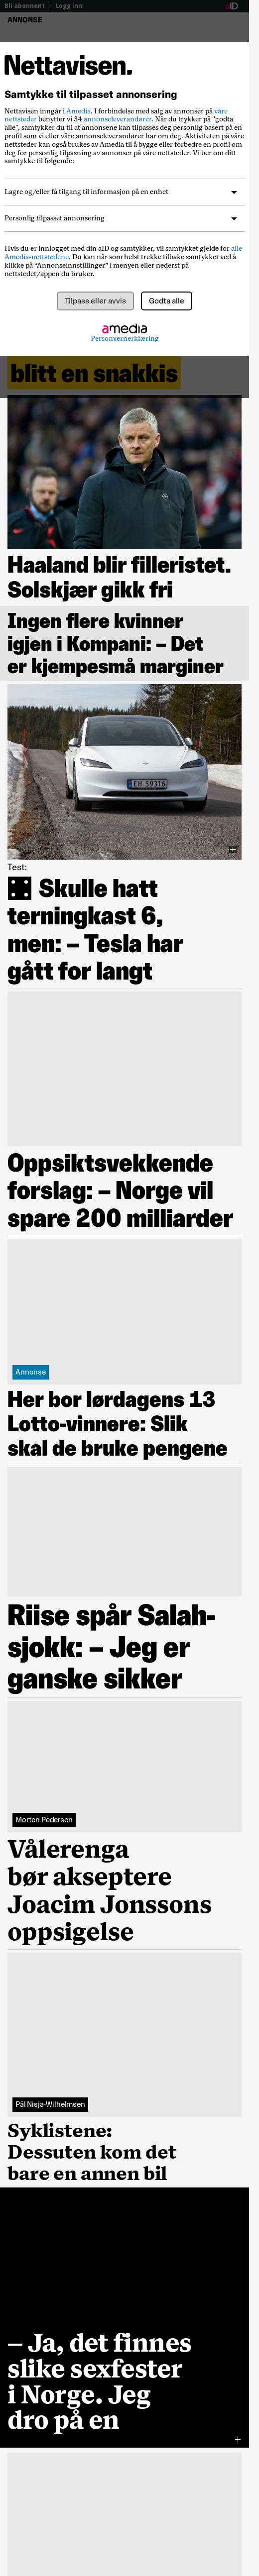 Bli abonnent | Logg inn
aID
ANNONSE
Nettavisen.
Samtykke til tilpasset annonsering
Nettavisen inngår i Amedia. I forbindelse med salg av annonser på våre
nettsteder benytter vi 34 annonseleverandører. Når du trykker på "godta
alle", samtykker du til at annonsene kan tilpasses deg personlig basert på en
profil som vi eller våre annonseleverandører har om deg. Aktiviteten på våre
nettsteder kan også brukes av Amedia til å bygge eller forbedre en profil om
deg for personlig tilpasning av annonser på våre nettsteder. Vi ber om ditt
samtykke til følgende:
Lagre og/eller få tilgang til informasjon på en enhet
Personlig tilpasset annonsering
Hvis du er innlogget med din aID og samtykker, vil samtykket gjelde for alle
Amedia-nettstedene. Du kan når som helst trekke tilbake samtykket ved å
klikke på “Annonseinnstillinger” i menyen eller nederst på
nettstedet/appen du bruker.
Tilpass eller avvis
Godta alle
amedia
Personvernerklæring
blitt en snakkis
Haaland blir filleristet.
Solskjær gikk fri
Ingen flere kvinner
igjen i Kompani: – Det
er kjempesmå marginer
EH 59316
Test:
Skulle hatt
terningkast 6,
men: – Tesla har
gått for langt
Oppsiktsvekkende
forslag: – Norge vil
spare 200 milliarder
Annonse
Her bor lørdagens 13
Lotto-vinnere: Slik
skal de bruke pengene
Riise spår Salah-
sjokk: – Jeg er
ganske sikker
Morten Pedersen
Vålerenga
bør akseptere
Joacim Jonssons
oppsigelse
Pål Nisja-Wilhelmsen
Syklistene:
Dessuten kom det
bare en annen bil
– Ja, det finnes
slike sexfester
i Norge. Jeg
dro på en